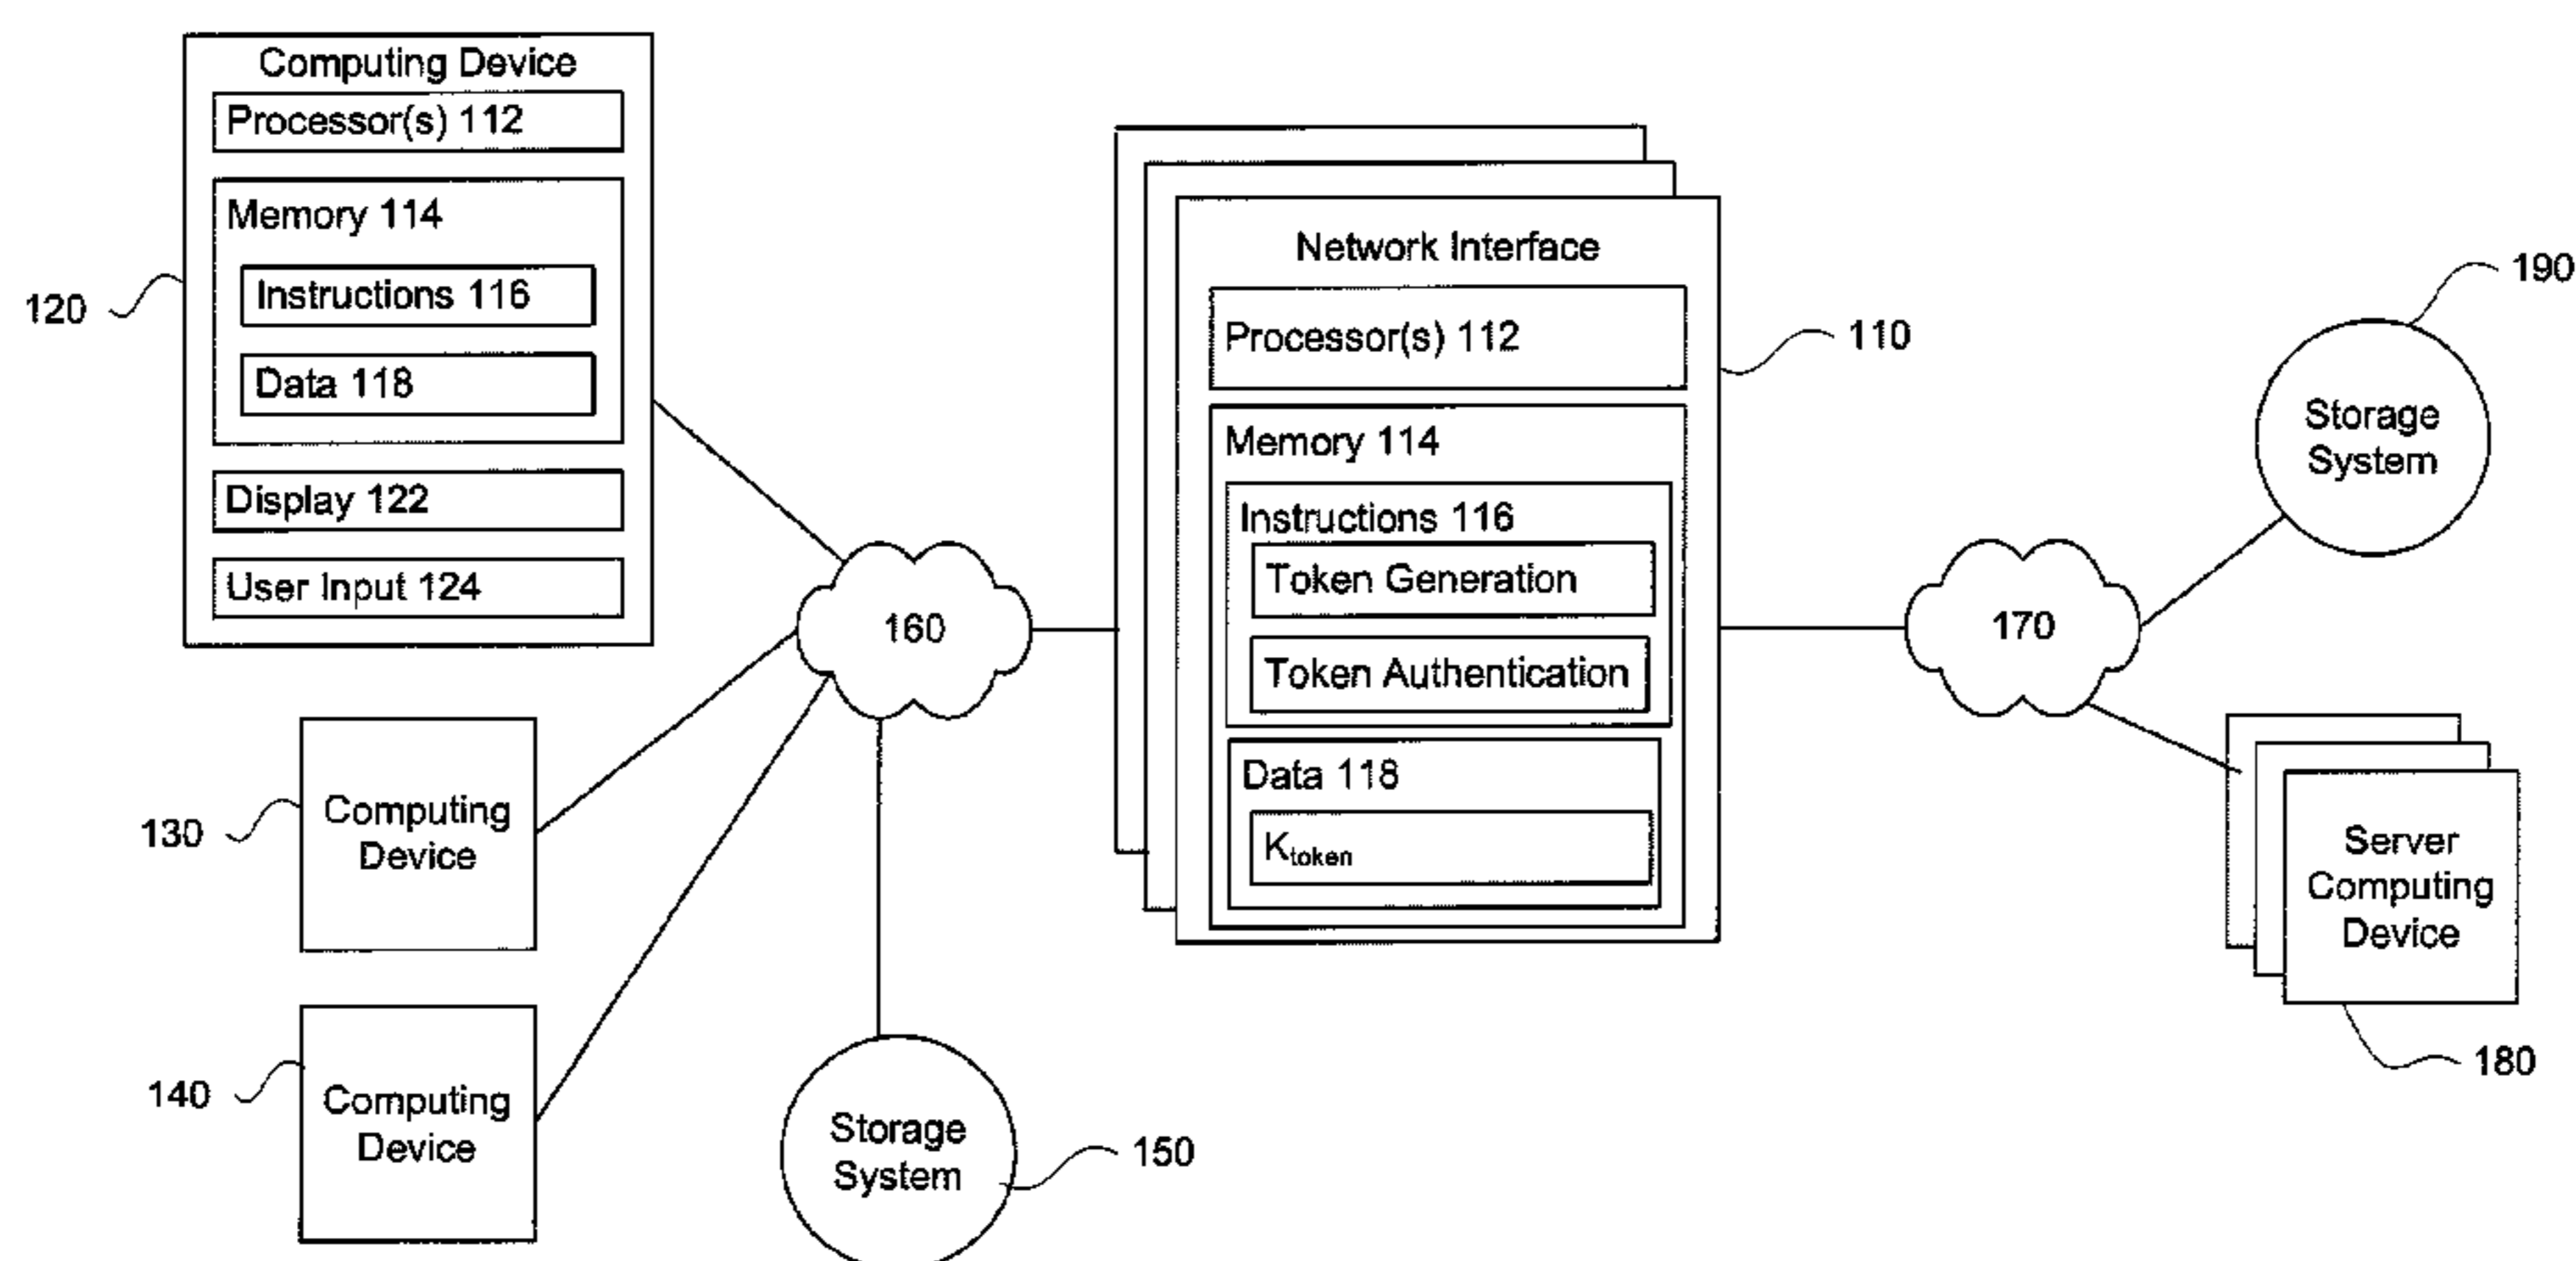 Computing Device
Processor(s) 112
Memory 114
Instructions 116
Data 118
Display 122
User Input 124
120
Computing
Device
130
Computing
Device
140
160
Storage
System
150
Network Interface
Processor(s) 112
Memory 114
Instructions 116
Token Generation
Token Authentication
Data 118
Ktoken
110
170
190
Storage
System
Server
Computing
Device
180